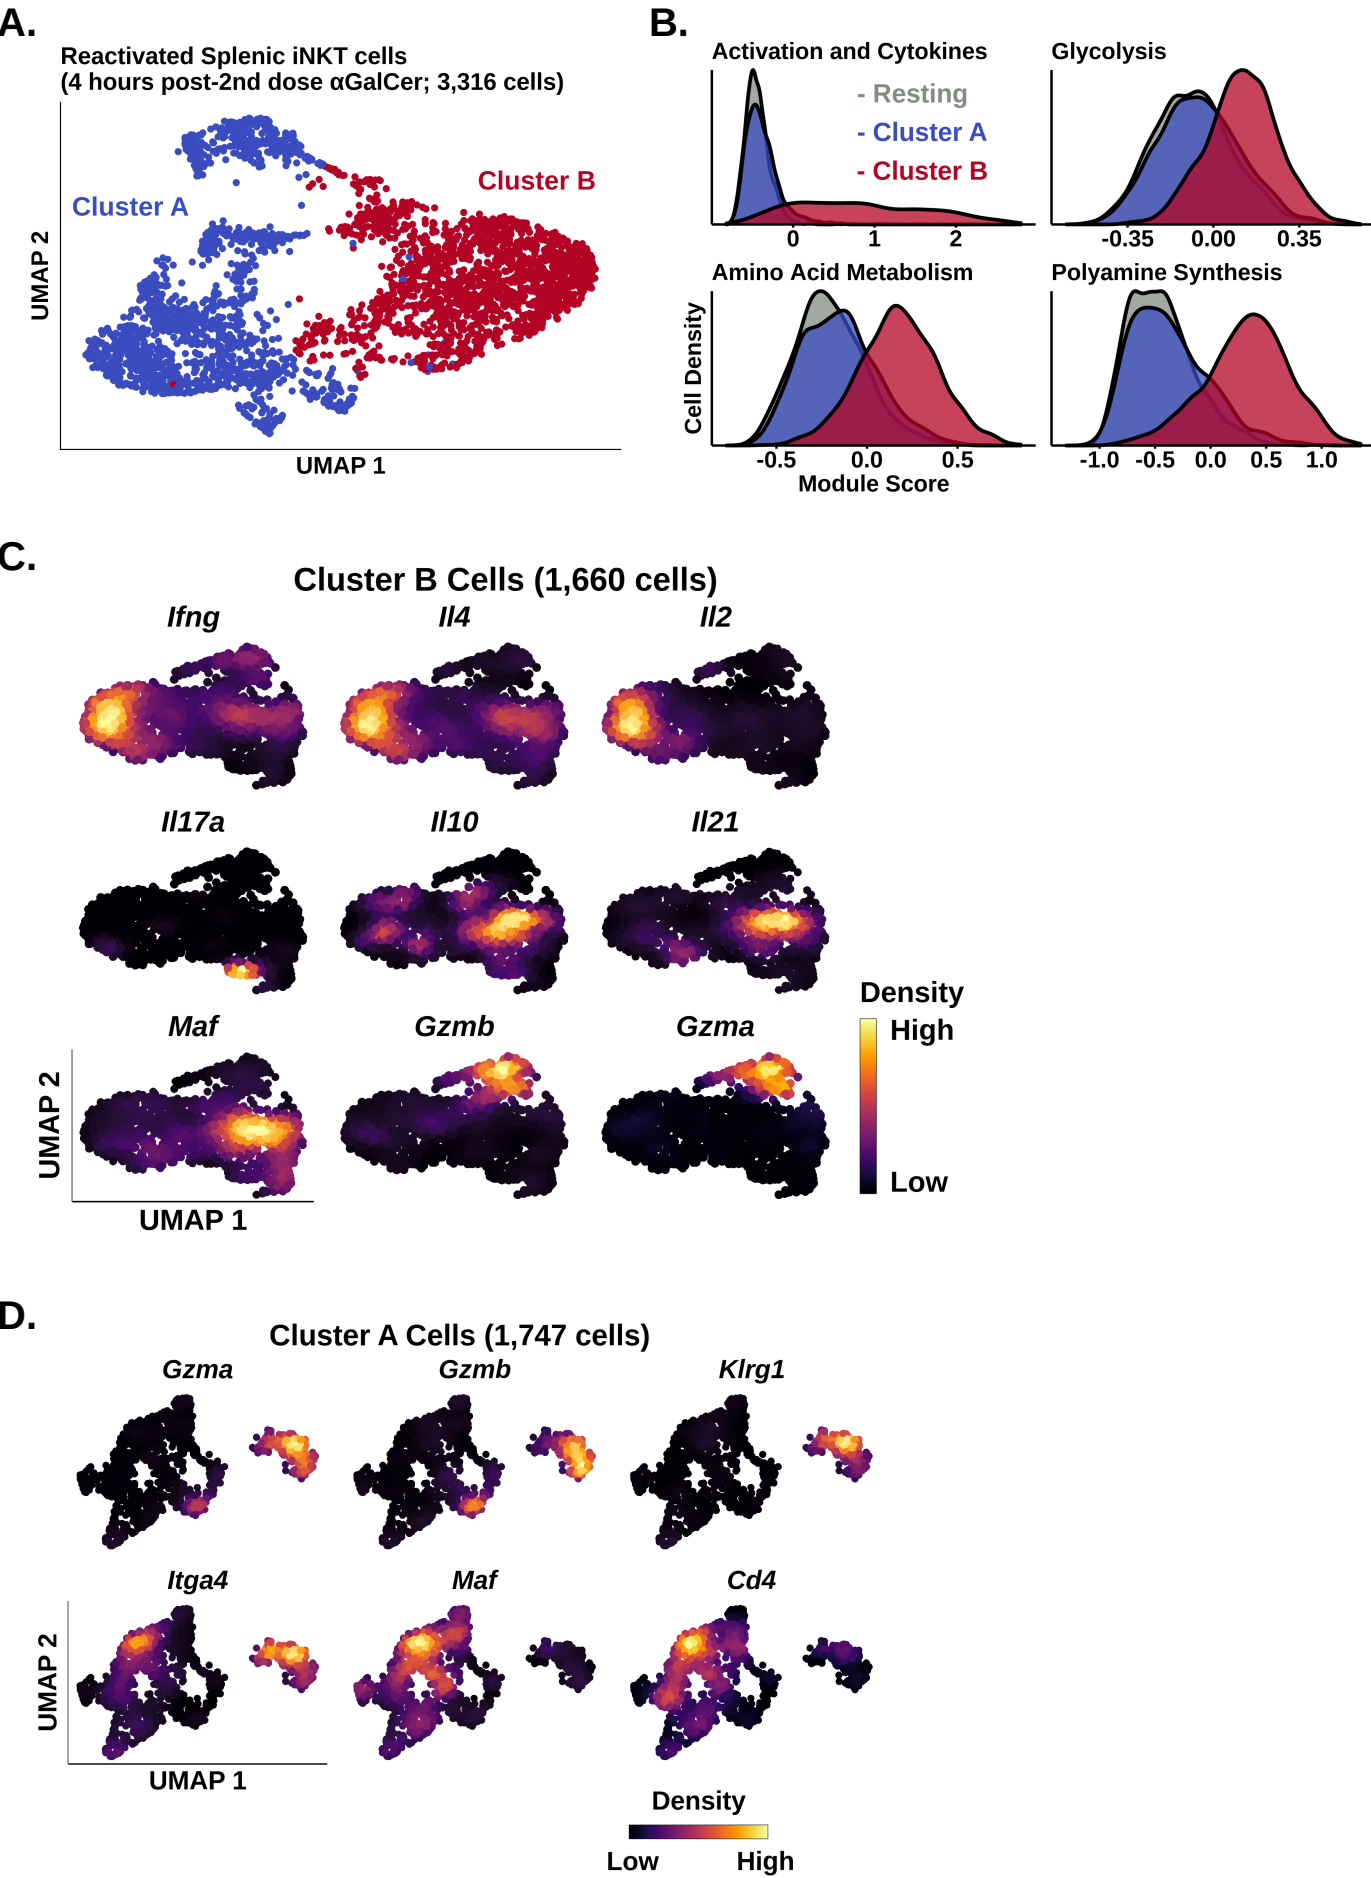 A.
Reactivated Splenic iNKT cells
(4 hours post-2nd dose αGalCer; 3,316 cells)
Cluster A
Cluster B
UMAP 2
UMAP 1
B.
Activation and Cytokines
- Resting
- Cluster A
- Cluster B
0 1 2
Glycolysis
-0.35 0.00 0.35
Amino Acid Metabolism
Cell Density
-0.5 0.0 0.5
Module Score
Polyamine Synthesis
-1.0 -0.5 0.0 0.5 1.0
C.
Cluster B Cells (1,660 cells)
Ifng Il4 Il2
Il17a Il10 Il21
Maf Gzmb Gzma
UMAP 2
UMAP 1
Density
High
Low
D.
Cluster A Cells (1,747 cells)
Gzma Gzmb Klrg1
Itga4 Maf Cd4
UMAP 2
UMAP 1
Density
Low High